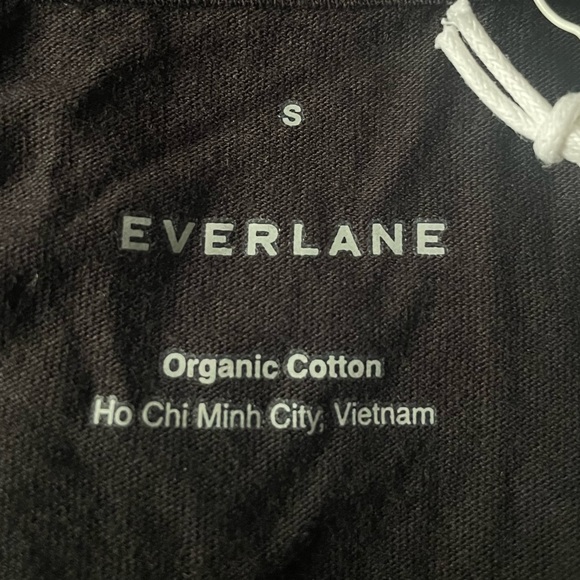 S
EVERLANE
Organic Cotton
Ho Chi Minh City, Vietnam